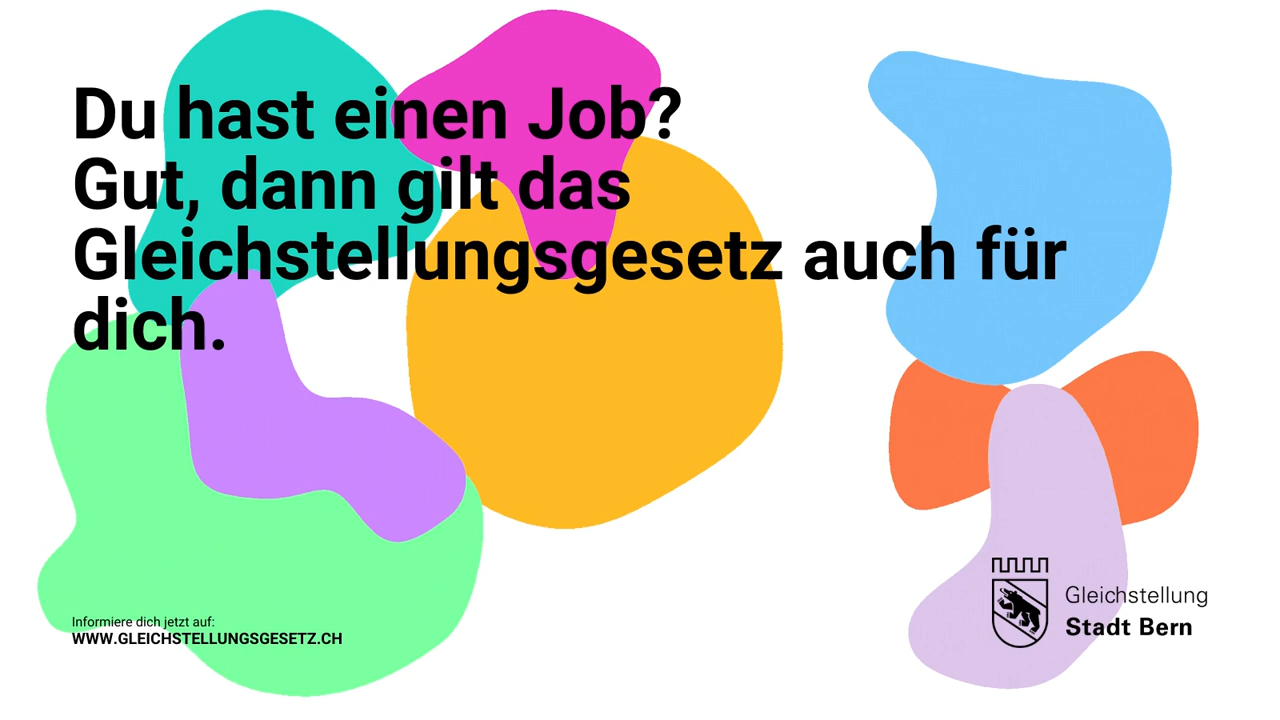 Du hast einen Job?
Gut, dann gilt das
Gleichstellungsgesetz auch für
dich.
Informiere dich jetzt auf:
WWW.GLEICHSTELLUNGSGESETZ.CH
Gleichstellung
Stadt Bern